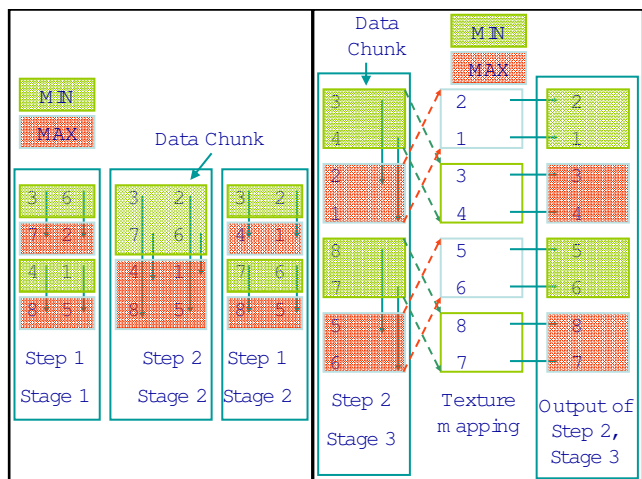 MIN
MAX
Data Chunk
3 6
7 2
4 1
8 5
Step 1
Stage 1
3 2
7 6
4 1
8 5
Step 2
Stage 2
3 2
4 1
7 6
8 5
Step 1
Stage 2
Data
Chunk
MIN
MAX
3
4
2
1
8
7
5
6
Step 2
Stage 3
2
1
3
4
5
6
8
7
Texture
mapping
2
1
3
4
5
6
8
7
Output of
Step 2,
Stage 3